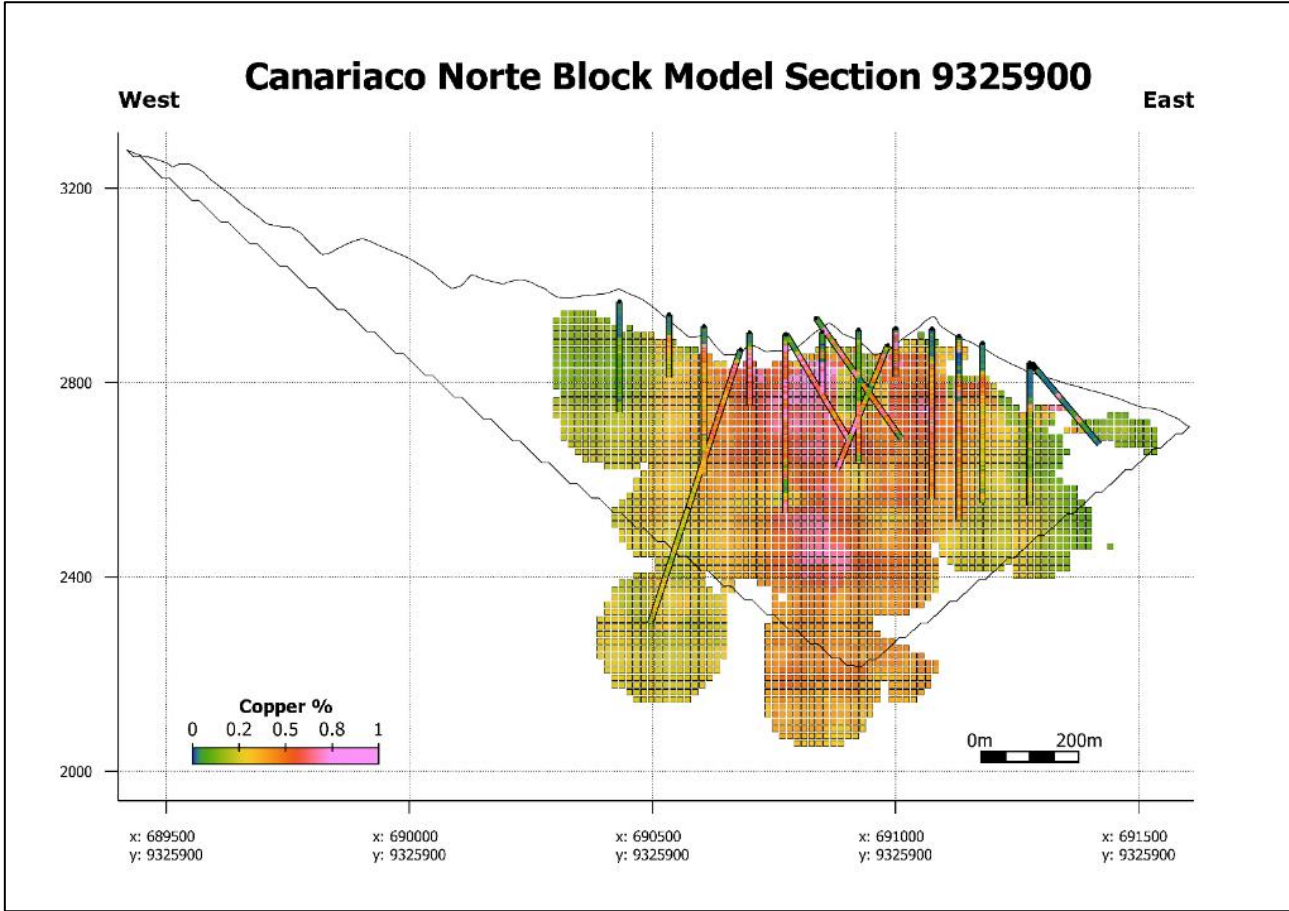 Canariaco Norte Block Model Section 9325900
West
East
3200
2800
2400
2000
Copper %
0 0.2 0.5 0.8 1
0m 200m
x: 689500 x: 690000 x: 690500 x: 691000 x: 691500
y: 9325900 y: 9325900 y: 9325900 y: 9325900 y: 9325900